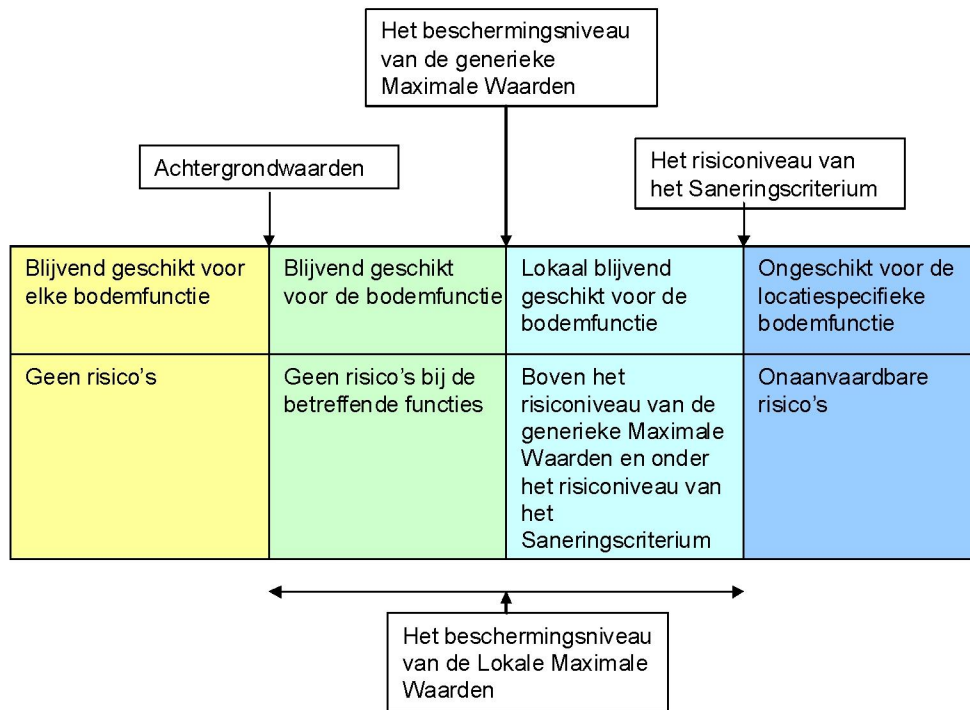 Het beschermingsniveau
van de generieke
Maximale Waarden
Achtergrondwaarden
Het risiconiveau van
het Saneringscriterium
Blijvend geschikt voor
elke bodemfunctie
Blijvend geschikt
voor de bodemfunctie
Lokaal blijvend
geschikt voor de
bodemfunctie
Ongeschikt voor de
locatiespecifieke
bodemfunctie
Geen risico's
Geen risico's bij de
betreffende functies
Boven het
risiconiveau van de
generieke Maximale
Waarden en onder
het risiconiveau van
het
Saneringscriterium
Onaanvaardbare
risico's
Het beschermingsniveau
van de Lokale Maximale
Waarden